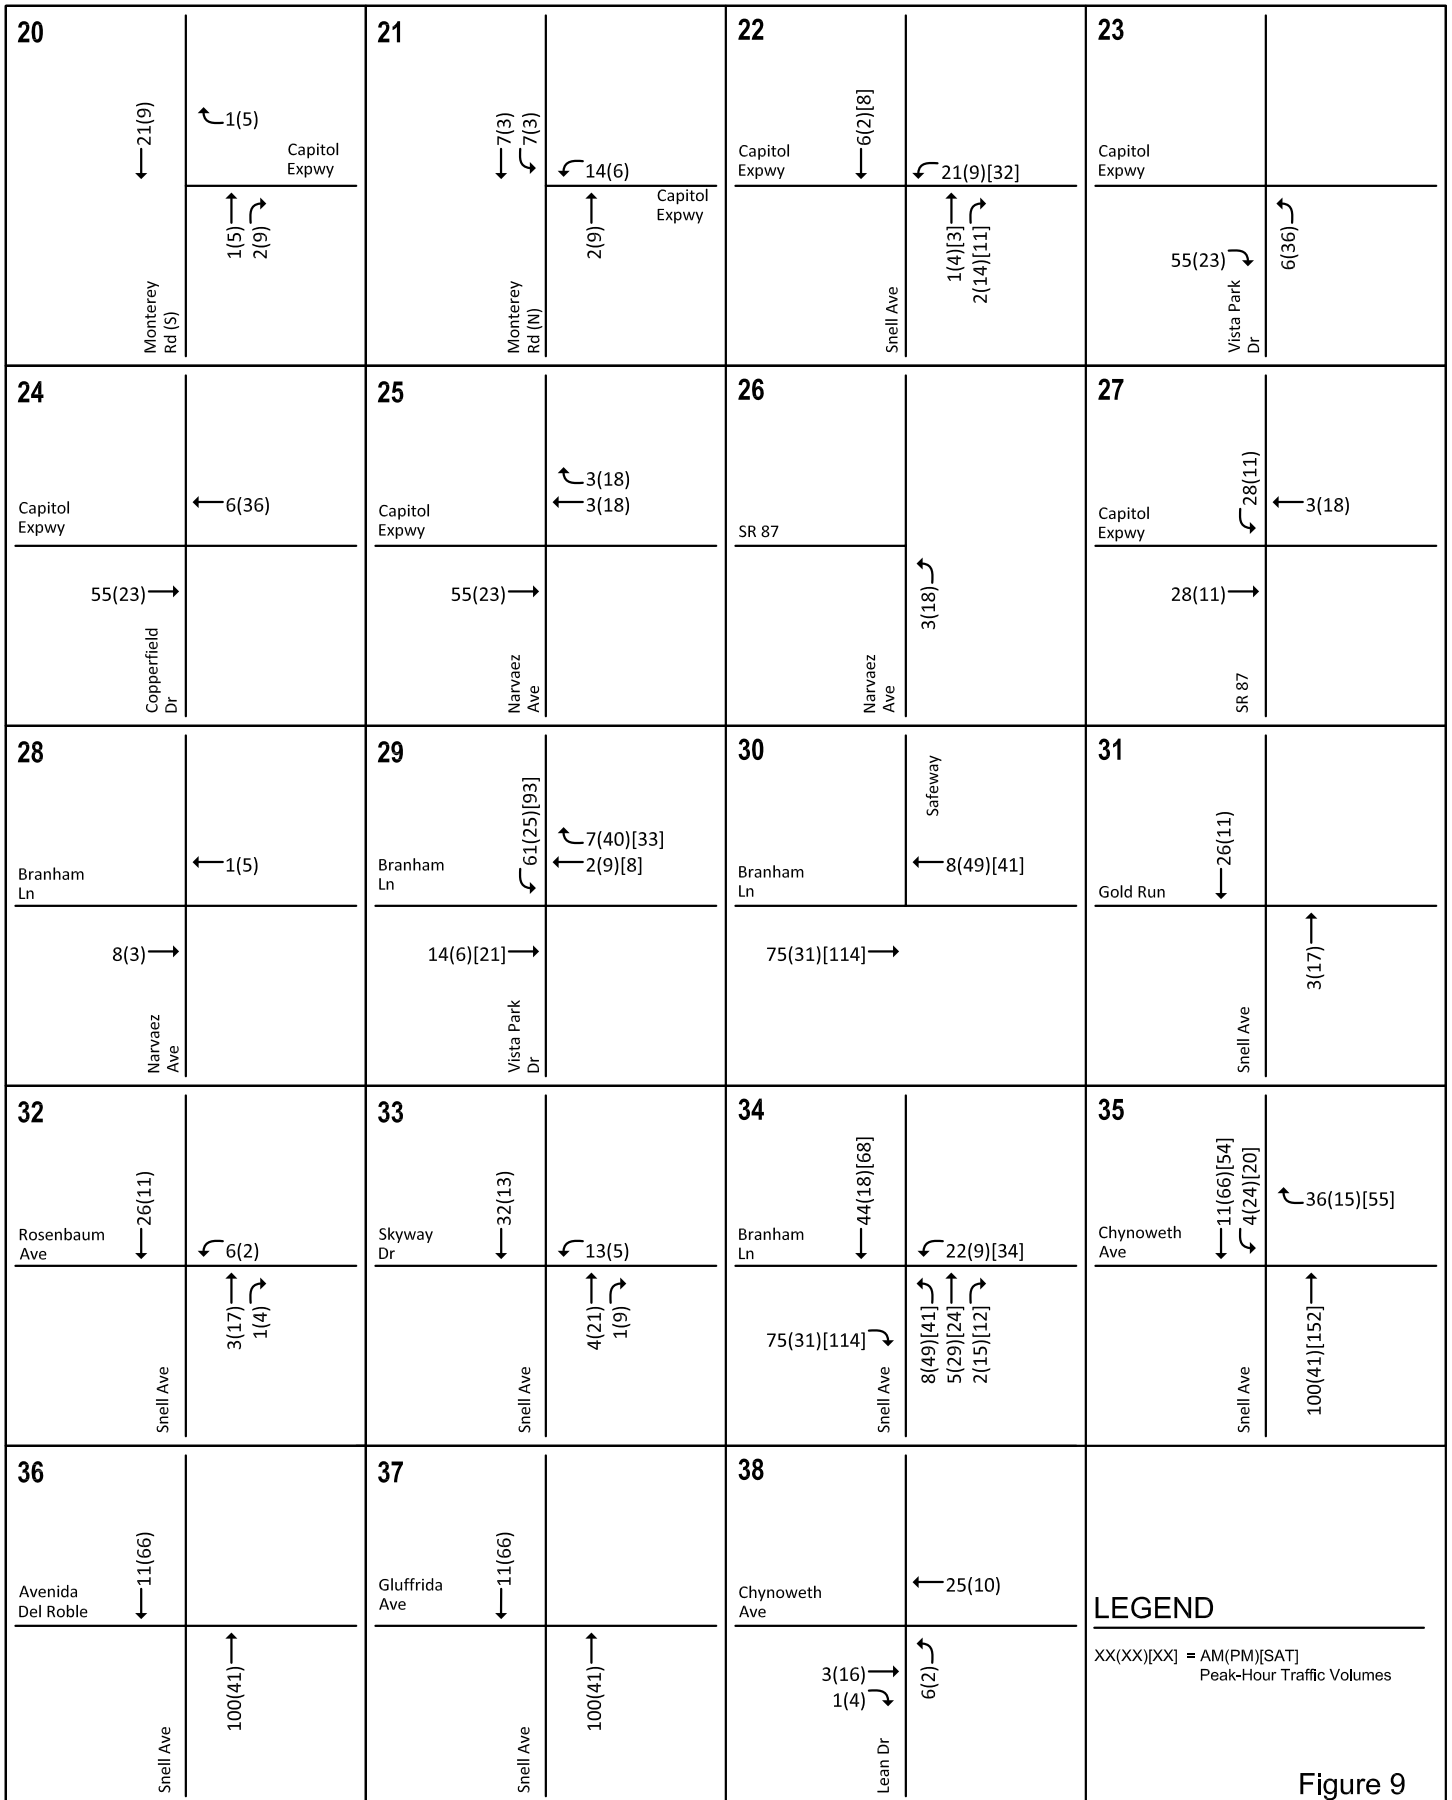 20
21(9)
1(5)
Capitol
Expwy
1(5)
2(9)
Monterey
Rd (S)
21
7(3)
7(3)
14(6)
Capitol
Expwy
2(9)
Monterey
Rd (N)
22
6(2)[8]
Capitol
Expwy
21(9)[32]
1(4)[3]
2(14)[11]
Snell Ave
23
Capitol
Expwy
55(23)
6(36)
Vista Park
Dr
24
Capitol
Expwy
6(36)
55(23)
Copperfield
Dr
25
3(18)
3(18)
Capitol
Expwy
55(23)
Narvaez
Ave
26
SR 87
3(18)
Narvaez
Ave
27
28(11)
3(18)
Capitol
Expwy
28(11)
SR 87
28
1(5)
Branham
Ln
8(3)
Narvaez
Ave
29
61(25)[93]
7(40)[33]
2(9)[8]
Branham
Ln
14(6)[21]
Vista Park
Dr
30
Safeway
8(49)[41]
Branham
Ln
75(31)[114]
31
26(11)
Gold Run
3(17)
Snell Ave
32
26(11)
Rosenbaum
Ave
6(2)
3(17)
1(4)
Snell Ave
33
32(13)
Skyway
Dr
13(5)
4(21)
1(9)
Snell Ave
34
44(18)[68]
Branham
Ln
22(9)[34]
75(31)[114]
8(49)[41]
5(29)[24]
2(15)[12]
Snell Ave
35
11(66)[54]
4(24)[20]
36(15)[55]
Chynoweth
Ave
100(41)[152]
Snell Ave
36
11(66)
Avenida
Del Roble
100(41)
Snell Ave
37
11(66)
Gluffrida
Ave
100(41)
Snell Ave
38
25(10)
Chynoweth
Ave
3(16)
1(4)
6(2)
Lean Dr
LEGEND
XX(XX)[XX] = AM(PM)[SAT]
Peak-Hour Traffic Volumes
Figure 9